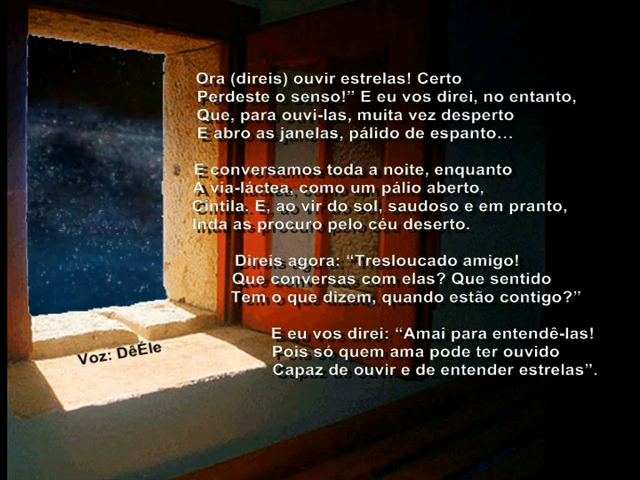 Ora (direis) ouvir estrelas! Certo
Perdeste o senso!” E eu vos direi, no entanto,
Que, para ouvi-las, muita vez desperto
E abro as janelas, pálido de espanto...
E conversamos toda a noite, enquanto
A via-láctea, como um pálio aberto,
Cintila. E, ao vir do sol, saudoso e em pranto,
Inda as procuro pelo céu deserto.
Direis agora: “Tresloucado amigo!
Que conversas com elas? Que sentido
Tem o que dizem, quando estão contigo?”
E eu vos direi: “Amai para entendê-las!
Pois só quem ama pode ter ouvido
Capaz de ouvir e de entender estrelas”.
Voz: DêÉle